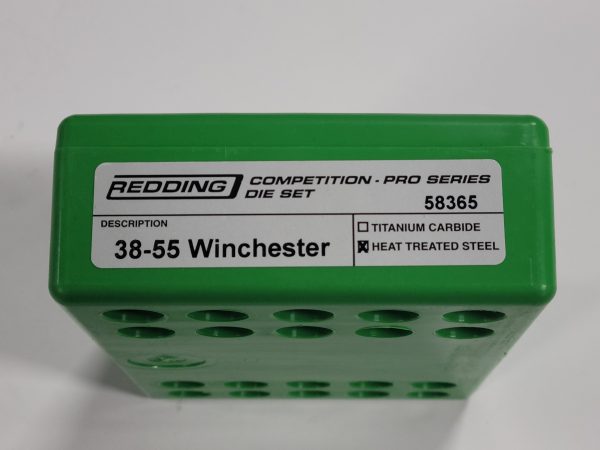 REDDING
COMPETITION - PRO SERIES
DIE SET
58365
DESCRIPTION
38-55 Winchester
☐ TITANIUM CARBIDE
☒ HEAT TREATED STEEL